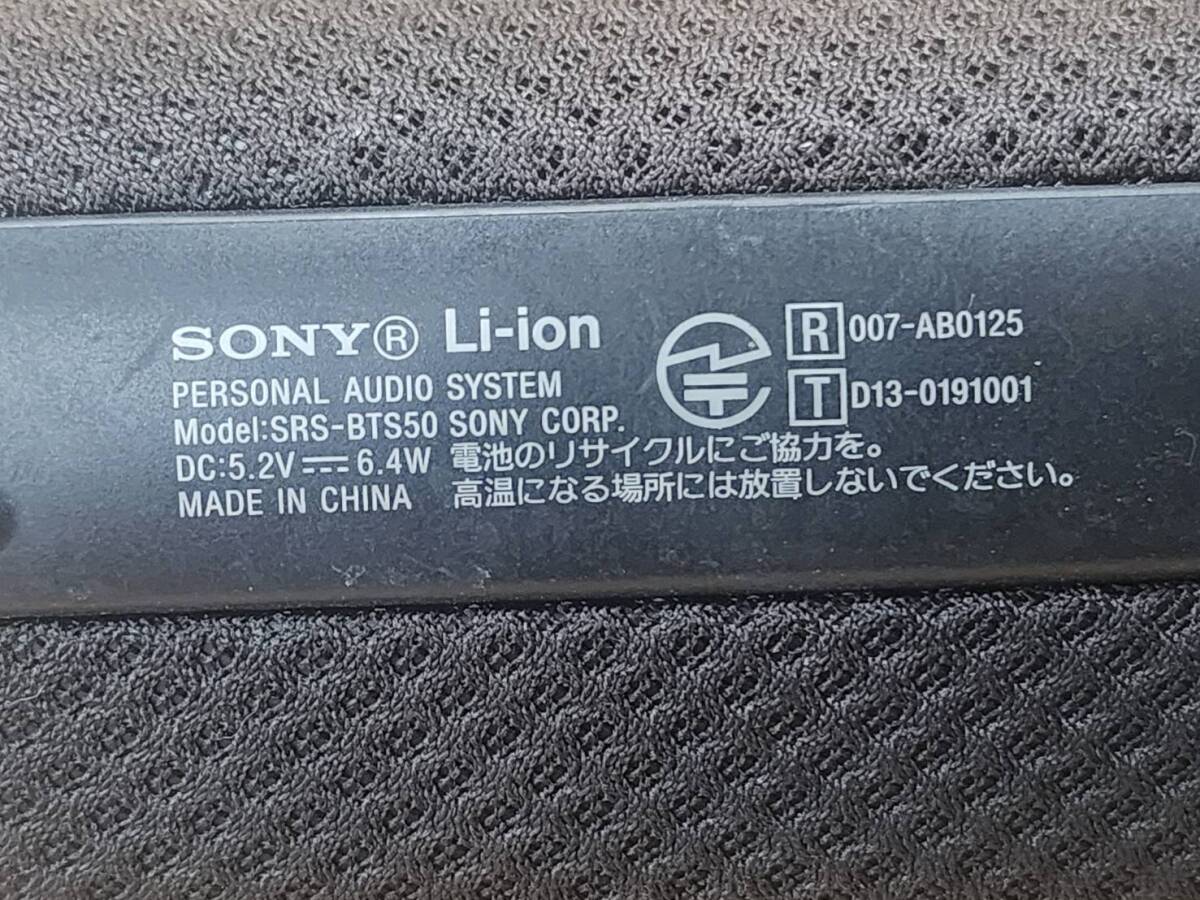 SONY® Li-ion
PERSONAL AUDIO SYSTEM
Model:SRS-BTS50 SONY CORP.
DC:5.2V⎓6.4W 電池のリサイクルにご協力を。
MADE IN CHINA 高温になる場所には放置しないでください。
R 007-AB0125
T D13-0191001